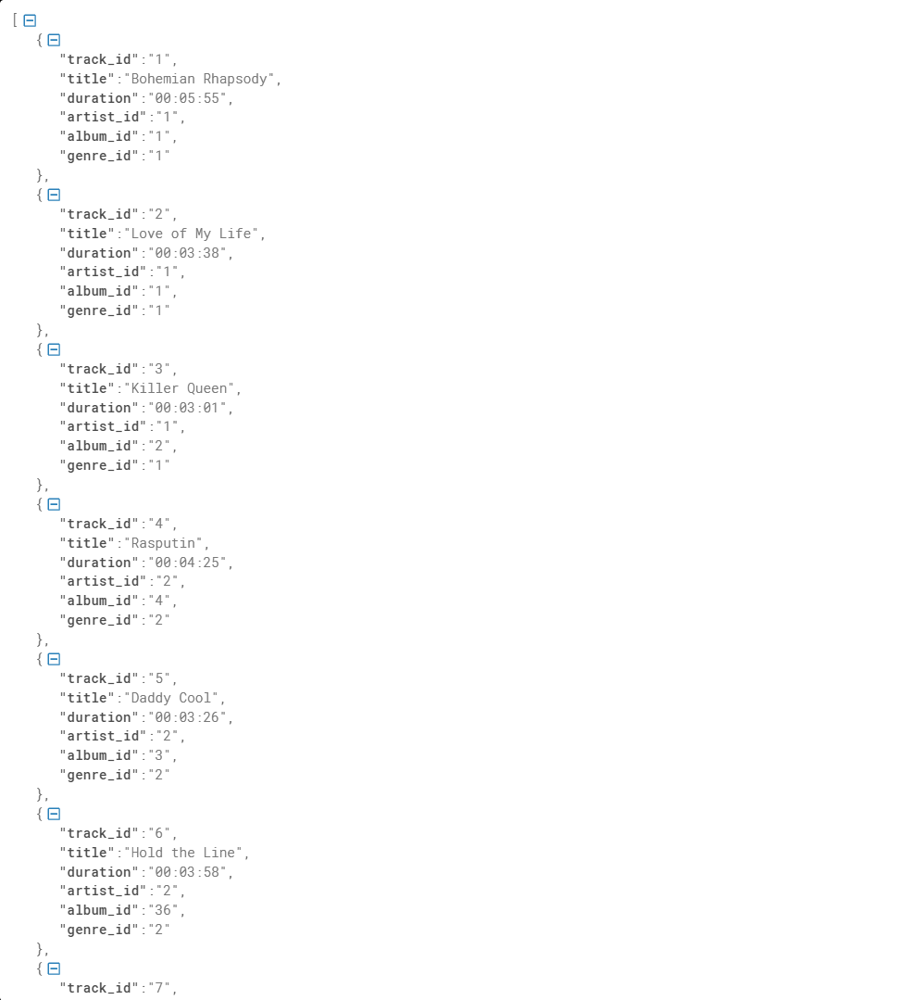 [
{
"track_id":"1",
"title":"Bohemian Rhapsody",
"duration":"00:05:55",
"artist_id":"1",
"album_id":"1",
"genre_id":"1"
},
{
"track_id":"2",
"title":"Love of My Life",
"duration":"00:03:38",
"artist_id":"1",
"album_id":"1",
"genre_id":"1"
},
{
"track_id":"3",
"title":"Killer Queen",
"duration":"00:03:01",
"artist_id":"1",
"album_id":"2",
"genre_id":"1"
},
{
"track_id":"4",
"title":"Rasputin",
"duration":"00:04:25",
"artist_id":"2",
"album_id":"4",
"genre_id":"2"
},
{
"track_id":"5",
"title":"Daddy Cool",
"duration":"00:03:26",
"artist_id":"2",
"album_id":"3",
"genre_id":"2"
},
{
"track_id":"6",
"title":"Hold the Line",
"duration":"00:03:58",
"artist_id":"2",
"album_id":"36",
"genre_id":"2"
},
{
"track_id":"7",